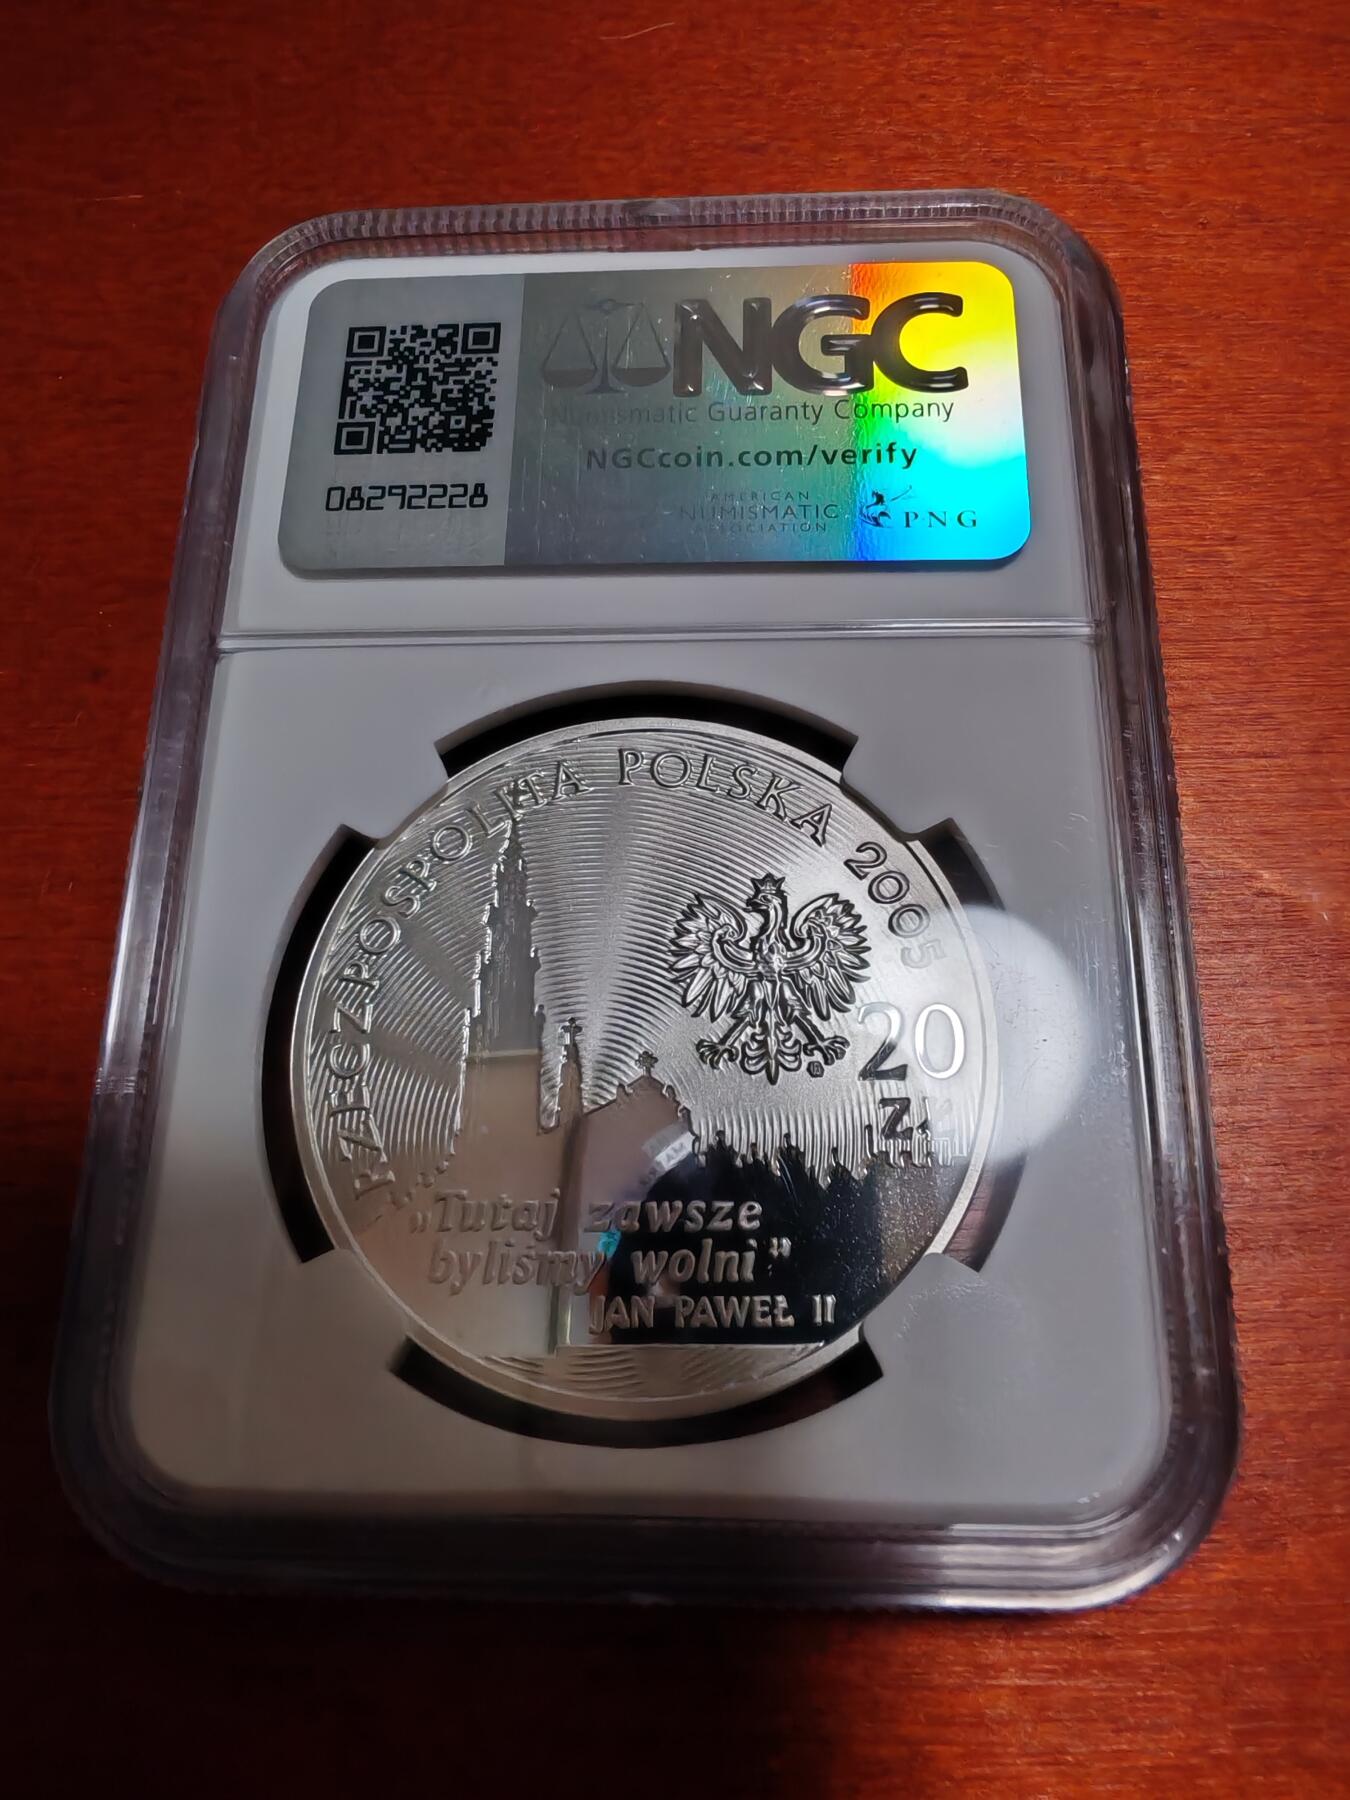 NGC
Numismatic Guaranty Company
NGCcoin.com/verify
08292228
AMERICAN
NUMISMATIC
ASSOCIATION
PNG
RZECZPOSPOLITA POLSKA 2005
20
ZŁ
„Tutaj zawsze
byliśmy wolni”
JAN PAWEŁ II